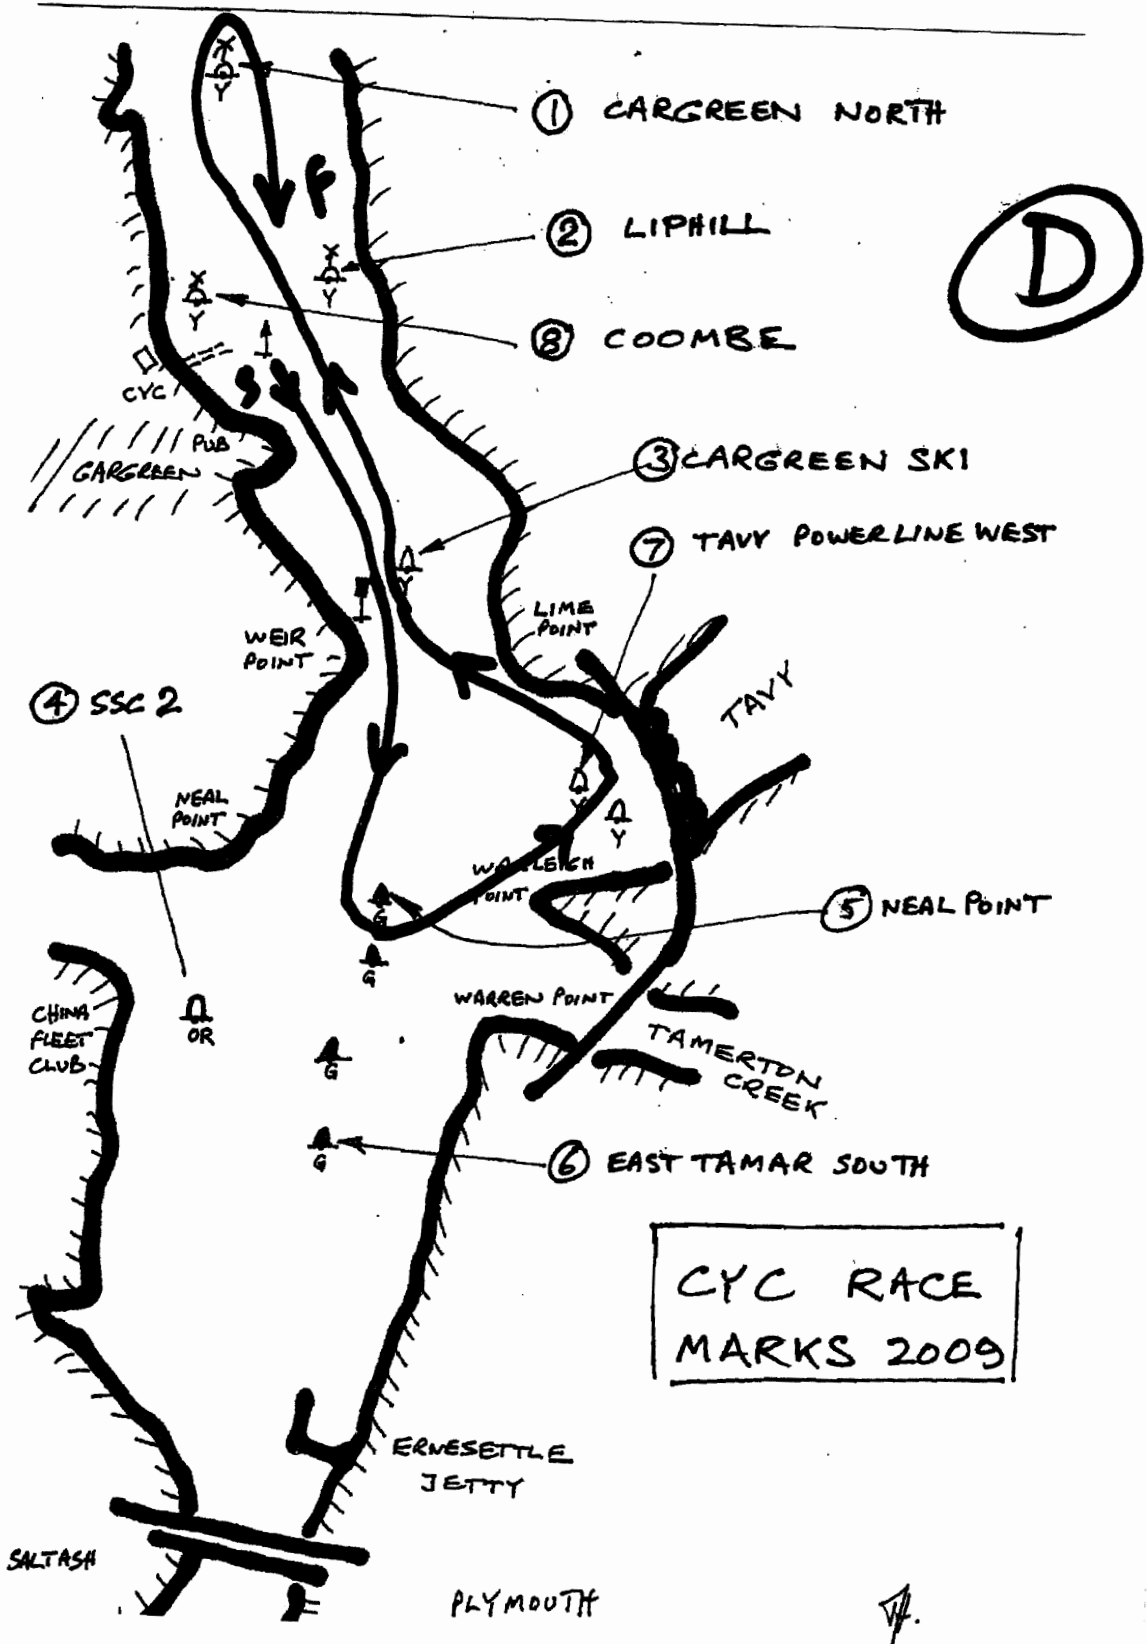 Y
① CARGREEN NORTH
F
② LIPHILL
Y
D
Y
⑧ COOMBE
CYC
S
PUB
GARGREEN
③ CARGREEN SKI
⑦ TAVY POWERLINE WEST
Y
LIME
POINT
WEIR
POINT
TAVY
④ SSC 2
NEAL
POINT
Y
Y
WARLEIGH
POINT
G
⑤ NEAL POINT
G
WARREN POINT
CHINA
FLEET
CLUB
OR
TAMERTON
CREEK
G
G
⑥ EAST TAMAR SOUTH
CYC RACE
MARKS 2009
ERNESETTLE
JETTY
SALTASH
PLYMOUTH